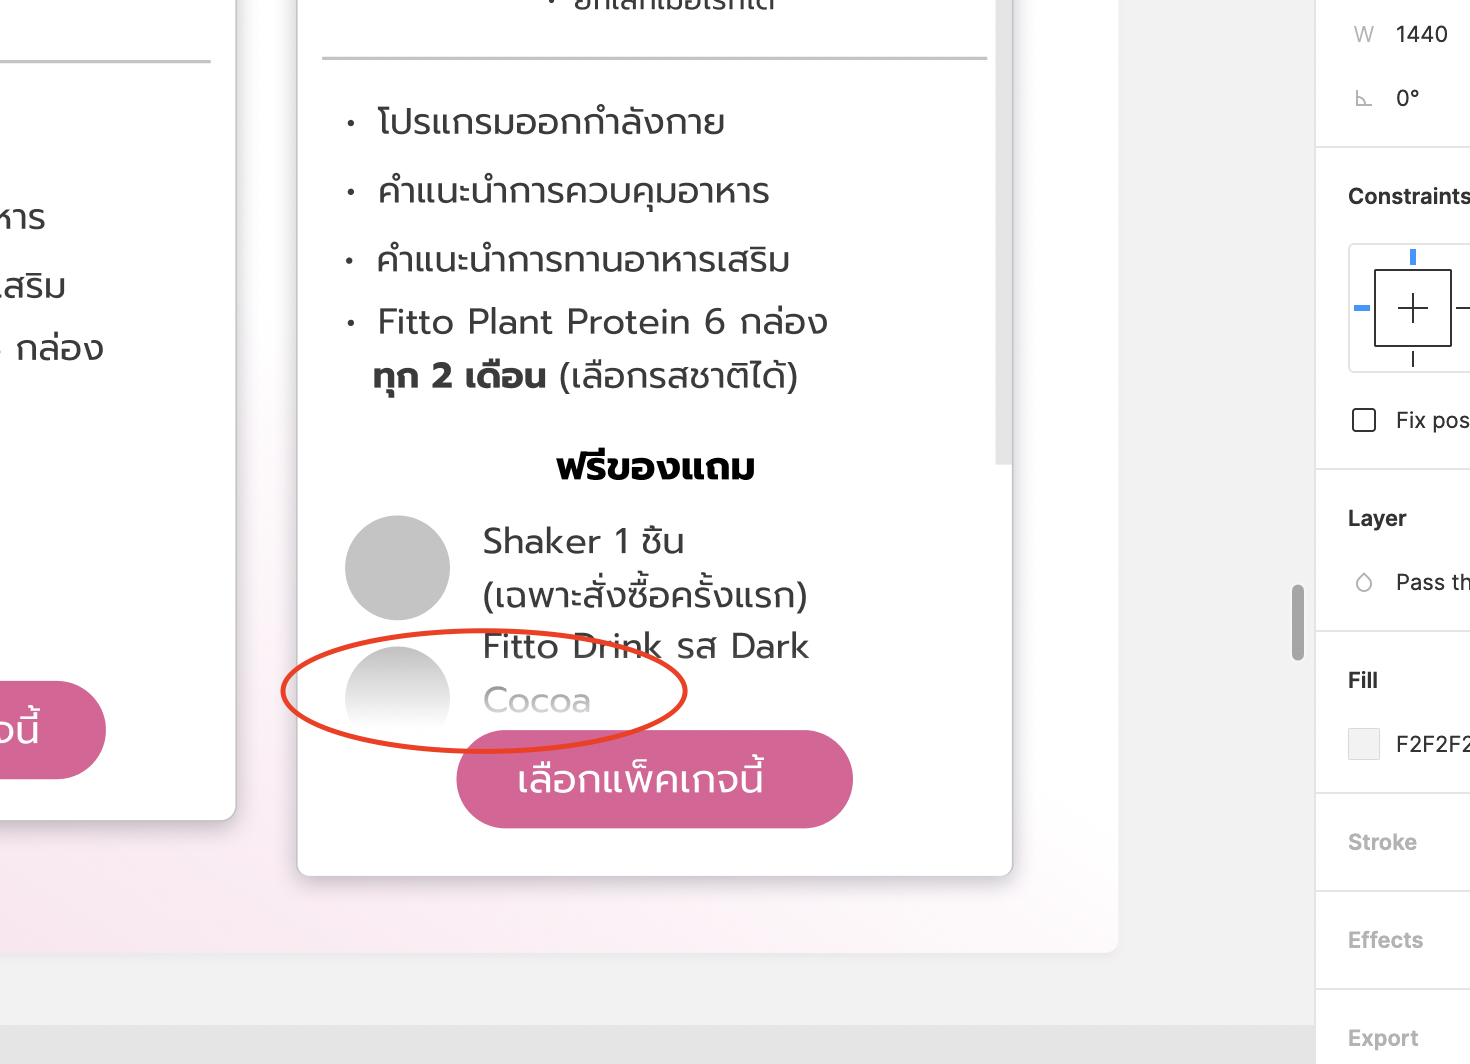 W 1440
0°
โปรแกรมออกกำลังกาย
Constraints
คำแนะนำการควบคุมอาหาร
หาร
คำแนะนำการทานอาหารเสริม
เสริม
Fitto Plant Protein 6 กล่อง
กล่อง
ทุก 2 เดือน (เลือกรสชาติได้)
Fix pos
ฟรีของแถม
Layer
Shaker 1 ชิ้น
(เฉพาะสั่งซื้อครั้งแรก)
Pass th
Fitto Drink รส Dark
Cocoa
Fill
จนี้
F2F2F2
เลือกแพ็คเกจนี้
Stroke
Effects
Export